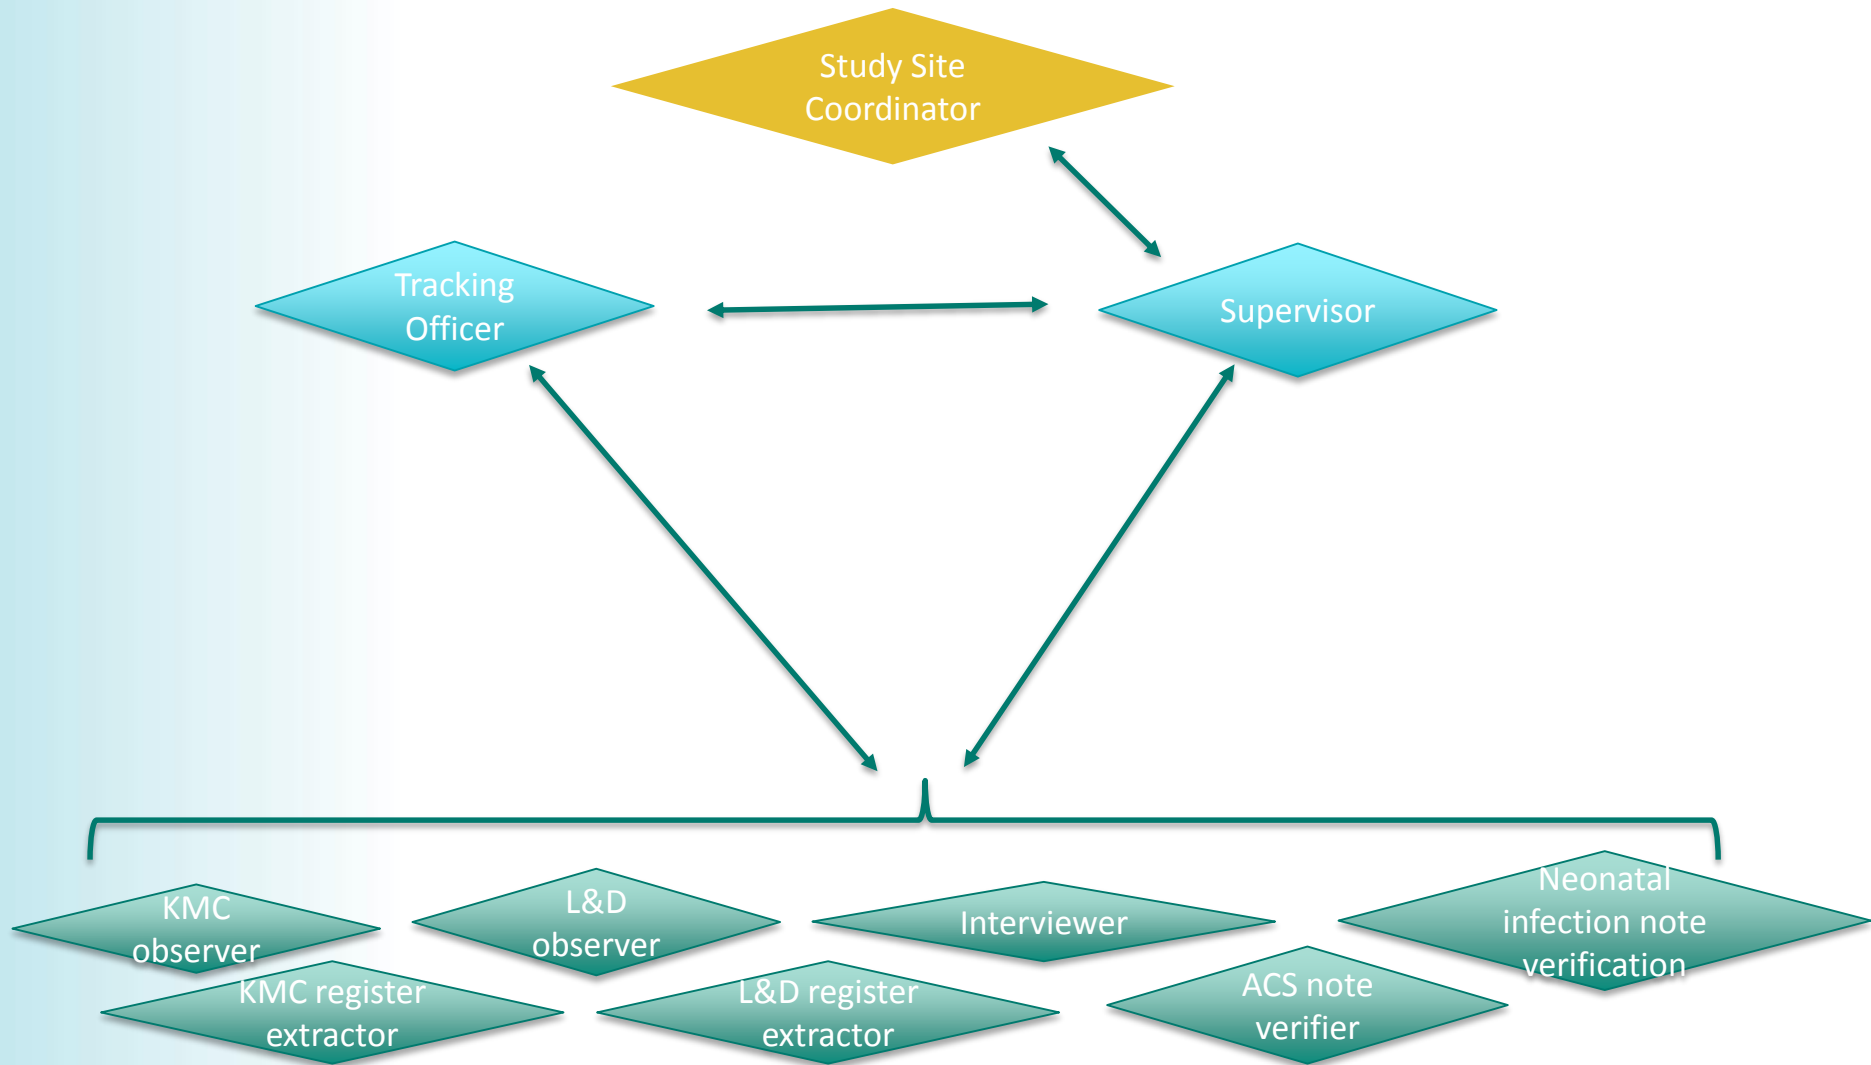 Study Site
Coordinator
Tracking
Officer
Supervisor
KMC
observer
L&D
observer
Interviewer
Neonatal
infection note
verification
KMC register
extractor
L&D register
extractor
ACS note
verifier